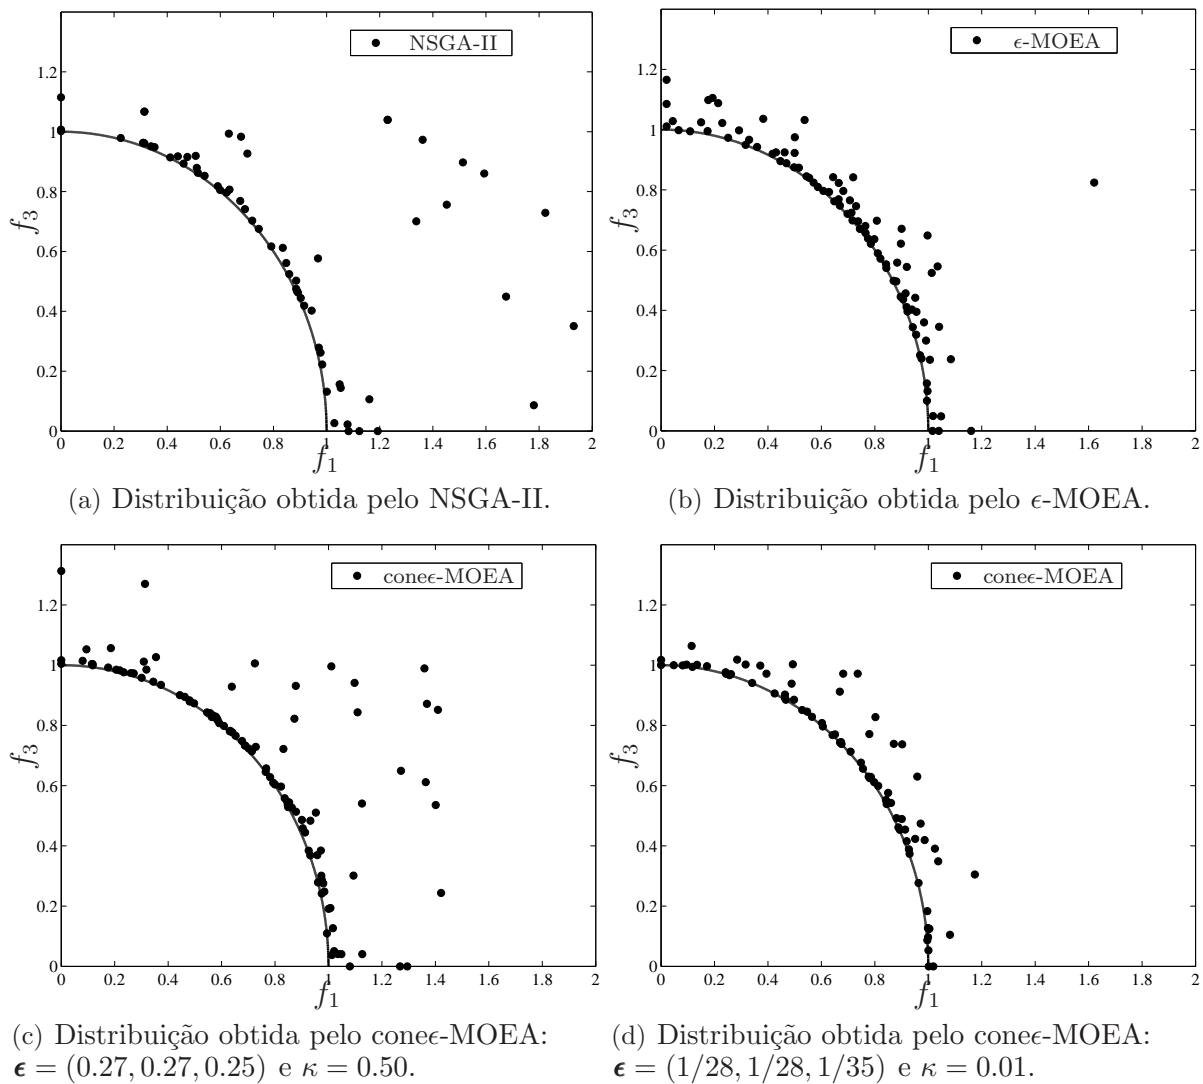 NSGA-II
1.2
1
0.8
0.6
0.4
0.2
0
f3
0 0.2 0.4 0.6 0.8 1.0 1.2 1.4 1.6 1.8 2
f1
(a) Distribuição obtida pelo NSGA-II.
ϵ-MOEA
1.2
1
0.8
0.6
0.4
0.2
0
f3
0 0.2 0.4 0.6 0.8 1.0 1.2 1.4 1.6 1.8 2
f1
(b) Distribuição obtida pelo ϵ-MOEA.
coneϵ-MOEA
1.2
1
0.8
0.6
0.4
0.2
0
f3
0 0.2 0.4 0.6 0.8 1.0 1.2 1.4 1.6 1.8 2
f1
(c) Distribuição obtida pelo coneϵ-MOEA:
ϵ = (0.27, 0.27, 0.25) e κ = 0.50.
coneϵ-MOEA
1.2
1
0.8
0.6
0.4
0.2
0
f3
0 0.2 0.4 0.6 0.8 1.0 1.2 1.4 1.6 1.8 2
f1
(d) Distribuição obtida pelo coneϵ-MOEA:
ϵ = (1/28, 1/28, 1/35) e κ = 0.01.